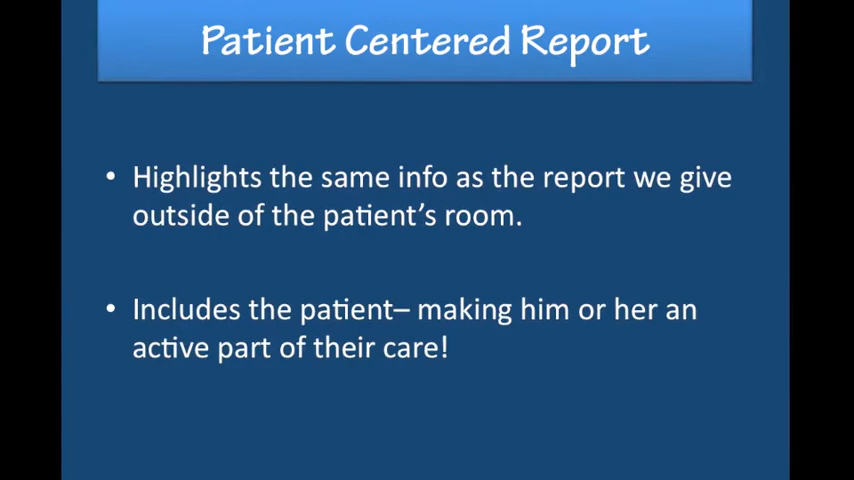 Patient Centered Report
• Highlights the same info as the report we give
outside of the patient's room.
• Includes the patient– making him or her an
active part of their care!